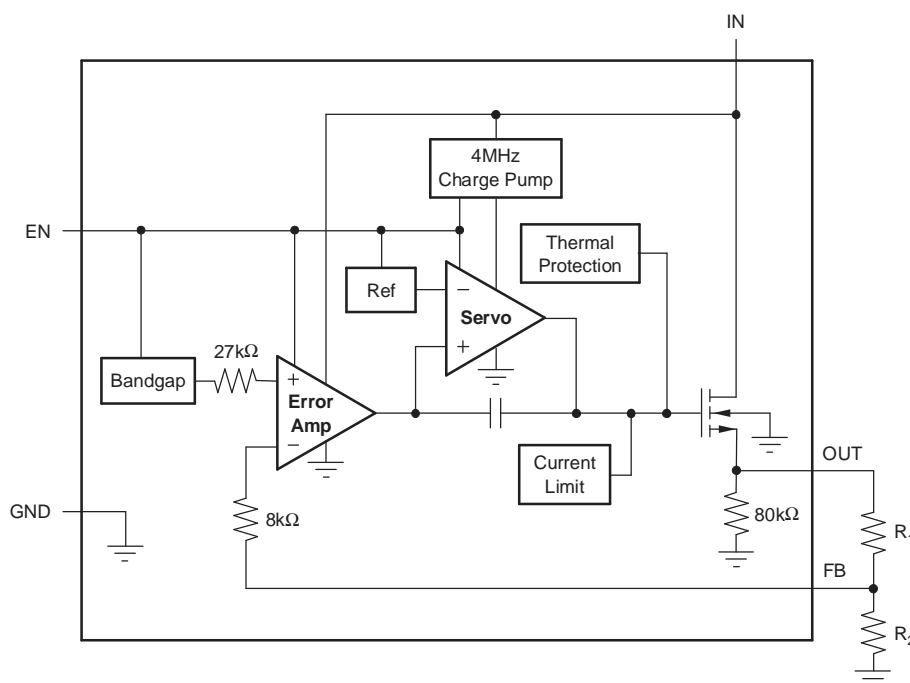 IN
4MHz
Charge Pump
EN
Thermal
Protection
Ref
−
Servo
+
27kΩ
Bandgap
+
Error
Amp
−
Current
Limit
OUT
GND
8kΩ
80kΩ
R
FB
R2